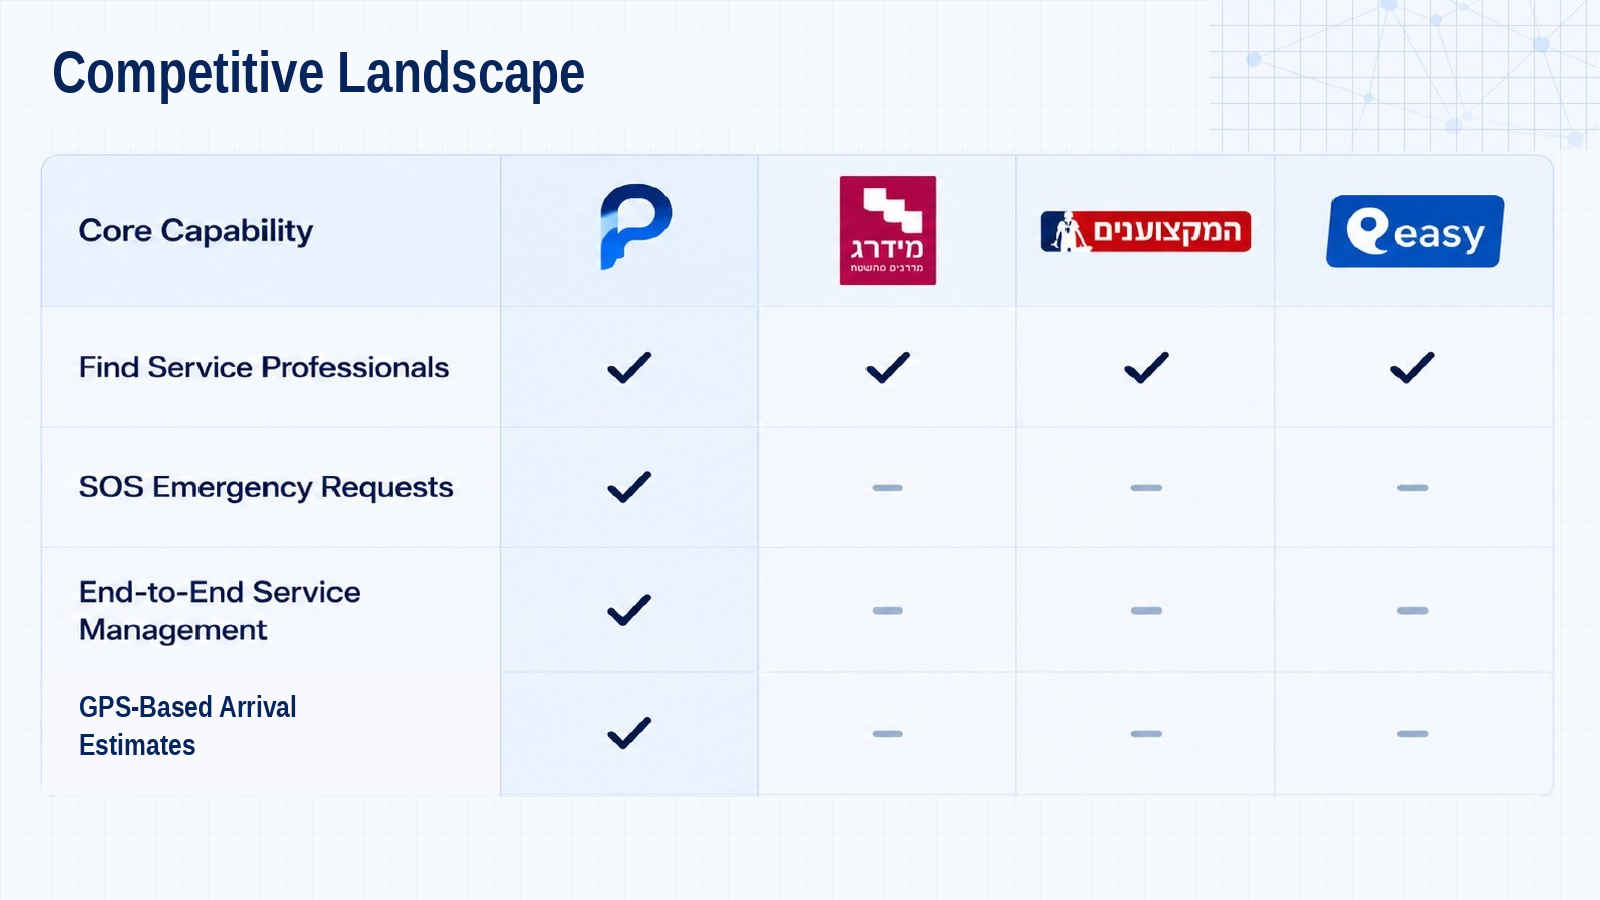 Competitive Landscape
Core Capability
מידרג
מדרגים מהשטח
המקצוענים
easy
Find Service Professionals
SOS Emergency Requests
End-to-End Service
Management
GPS-Based Arrival
Estimates